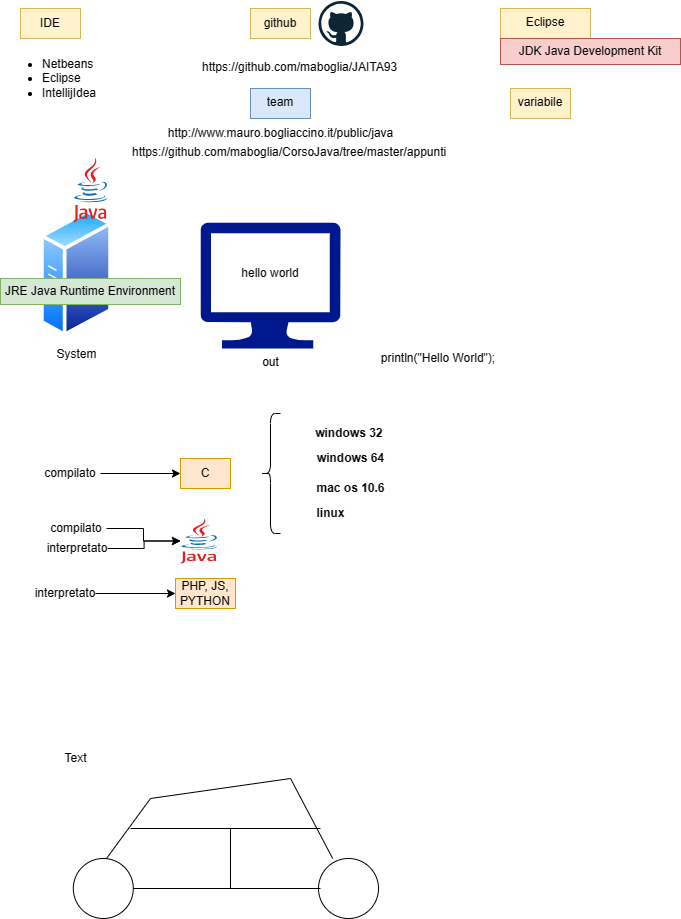 IDE
github
Eclipse
JDK Java Development Kit
Netbeans
Eclipse
IntellijIdea
https://github.com/maboglia/JAITA93
team
variabile
http://www.mauro.bogliaccino.it/public/java
https://github.com/maboglia/CorsoJava/tree/master/appunti
Java
JRE Java Runtime Environment
hello world
System
out
println("Hello World");
windows 32
windows 64
mac os 10.6
linux
compilato
C
compilato
interpretato
Java
interpretato
PHP, JS,
PYTHON
Text